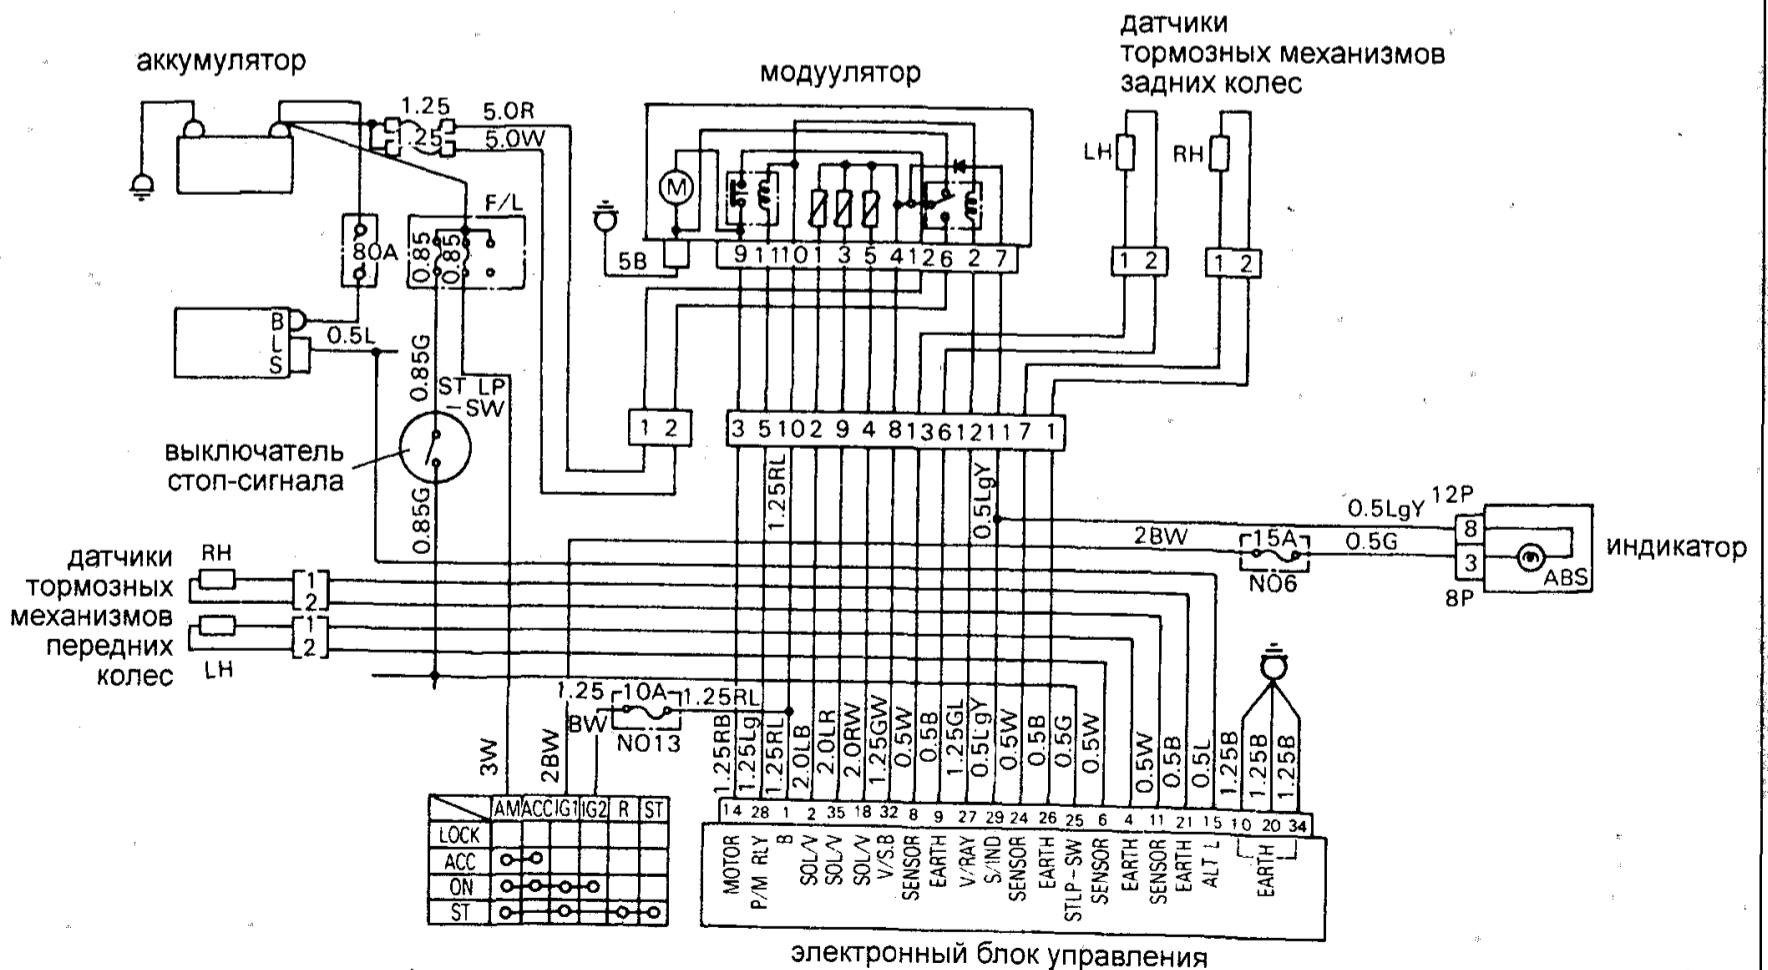 датчики
тормозных механизмов
задних колес
аккумулятор
модуулятор
1.25
5.0R
.25
5.0W
LH
RH
M
F/L
80A
0.85
0.85
5B
9 1 11 0 1 3 5 4 12 6 2 7
1 2
1 2
B
L
S
0.5L
0.85G
ST LP
-SW
1 2
3 5 10 2 9 4 8 13 6 12 11 7 1
выключатель
стоп-сигнала
0.85G
1.25RL
0.5LgY
0.5LgY
12P
8
2BW
15A
0.5G
3
ABS
индикатор
NO6
8P
датчики
тормозных
механизмов
передних
колес
RH
1
2
1
2
LH
1.25
10A
1.25RL
BW
NO13
3W
2BW
1.25RB
1.25Lg
1.25RL
2.0LB
2.0LR
2.0RW
1.25GW
0.5W
0.5B
1.25GL
0.5LgY
0.5W
0.5B
0.5G
0.5W
0.5W
0.5B
0.5L
1.25B
1.25B
1.25B
AM ACC IG1 IG2 R ST
LOCK
ACC
ON
ST
14 28 1 2 35 18 32 8 9 27 29 24 26 25 6 4 11 21 15 10 20 34
MOTOR
P/M RLY
B
SOL/V
SOL/V
SOL/V
V/S.B
SENSOR
EARTH
V/RAY
S/IND
SENSOR
EARTH
STLP-SW
SENSOR
EARTH
SENSOR
EARTH
ALT L
EARTH
электронный блок управления